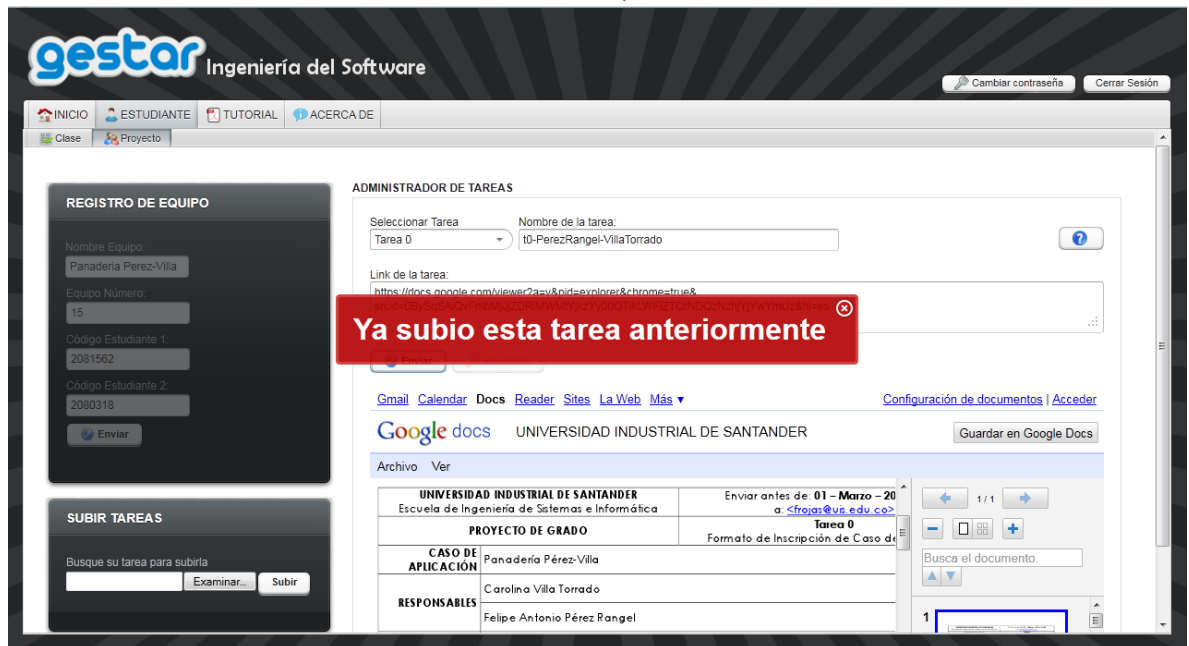 gestar Ingeniería del Software
Cambiar contraseña Cerrar Sesión
INICIO ESTUDIANTE TUTORIAL ACERCA DE
Clase Proyecto
REGISTRO DE EQUIPO
Nombre Equipo:
Panaderia Perez-Villa
Equipo Número:
15
Código Estudiante 1:
2081562
Código Estudiante 2:
2080318
Enviar
SUBIR TAREAS
Busque su tarea para subirla
Examinar... Subir
ADMINISTRADOR DE TAREAS
Seleccionar Tarea Nombre de la tarea:
Tarea 0 t0-PerezRangel-VillaTorrado
Link de la tarea:
https://docs.google.com/viewer?a=v&pid=explorer&chrome=true&
Ya subio esta tarea anteriormente
Enviar
Gmail Calendar Docs Reader Sites La Web Más ▼ Configuración de documentos | Acceder
Google docs UNIVERSIDAD INDUSTRIAL DE SANTANDER Guardar en Google Docs
Archivo Ver
UNIVERSIDAD INDUSTRIAL DE SANTANDER
Escuela de Ingeniería de Sistemas e Informática
Enviar antes de: 01 – Marzo – 20
a: <frojas@uis.edu.co>
PROYECTO DE GRADO
Tarea 0
Formato de Inscripción de Caso de
CASO DE APLICACIÓN
Panadería Pérez-Villa
RESPONSABLES
Carolina Villa Torrado
Felipe Antonio Pérez Rangel
1 / 1
Busca el documento.
1